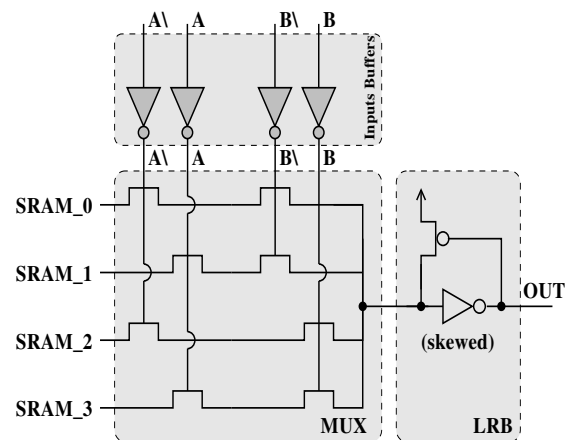 A\ A B\ B
Inputs Buffers
A\ A B\ B
SRAM_0
SRAM_1
OUT
SRAM_2
(skewed)
SRAM_3
MUX
LRB